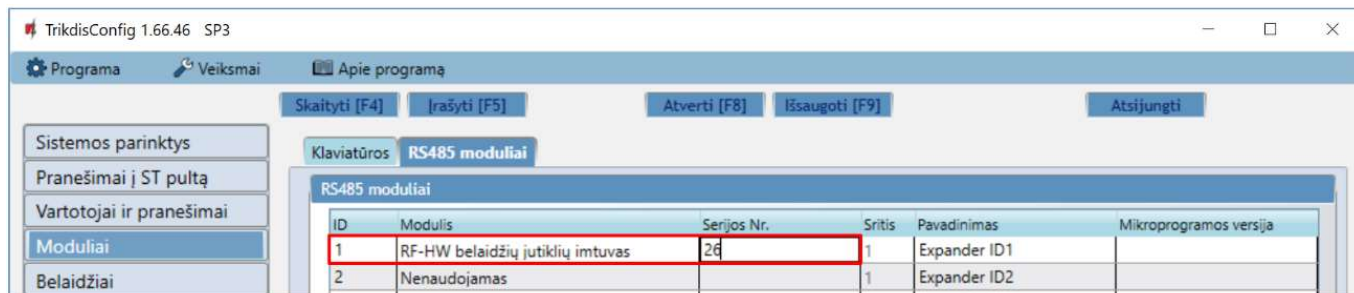 TrikdisConfig 1.66.46 SP3
Programa Veiksmai Apie programą
Skaityti [F4] Įrašyti [F5] Atverti [F8] Išsaugoti [F9] Atsijungti
Sistemos parinktys
Klaviatūros RS485 moduliai
Pranešimai į ST pultą
RS485 moduliai
Vartotojai ir pranešimai
ID Modulis Serijos Nr. Sritis Pavadinimas Mikroprogramos versija
Moduliai
1 RF-HW belaidžių jutiklių imtuvas 26 1 Expander ID1
Belaidžiai
2 Nenaudojamas 1 Expander ID2